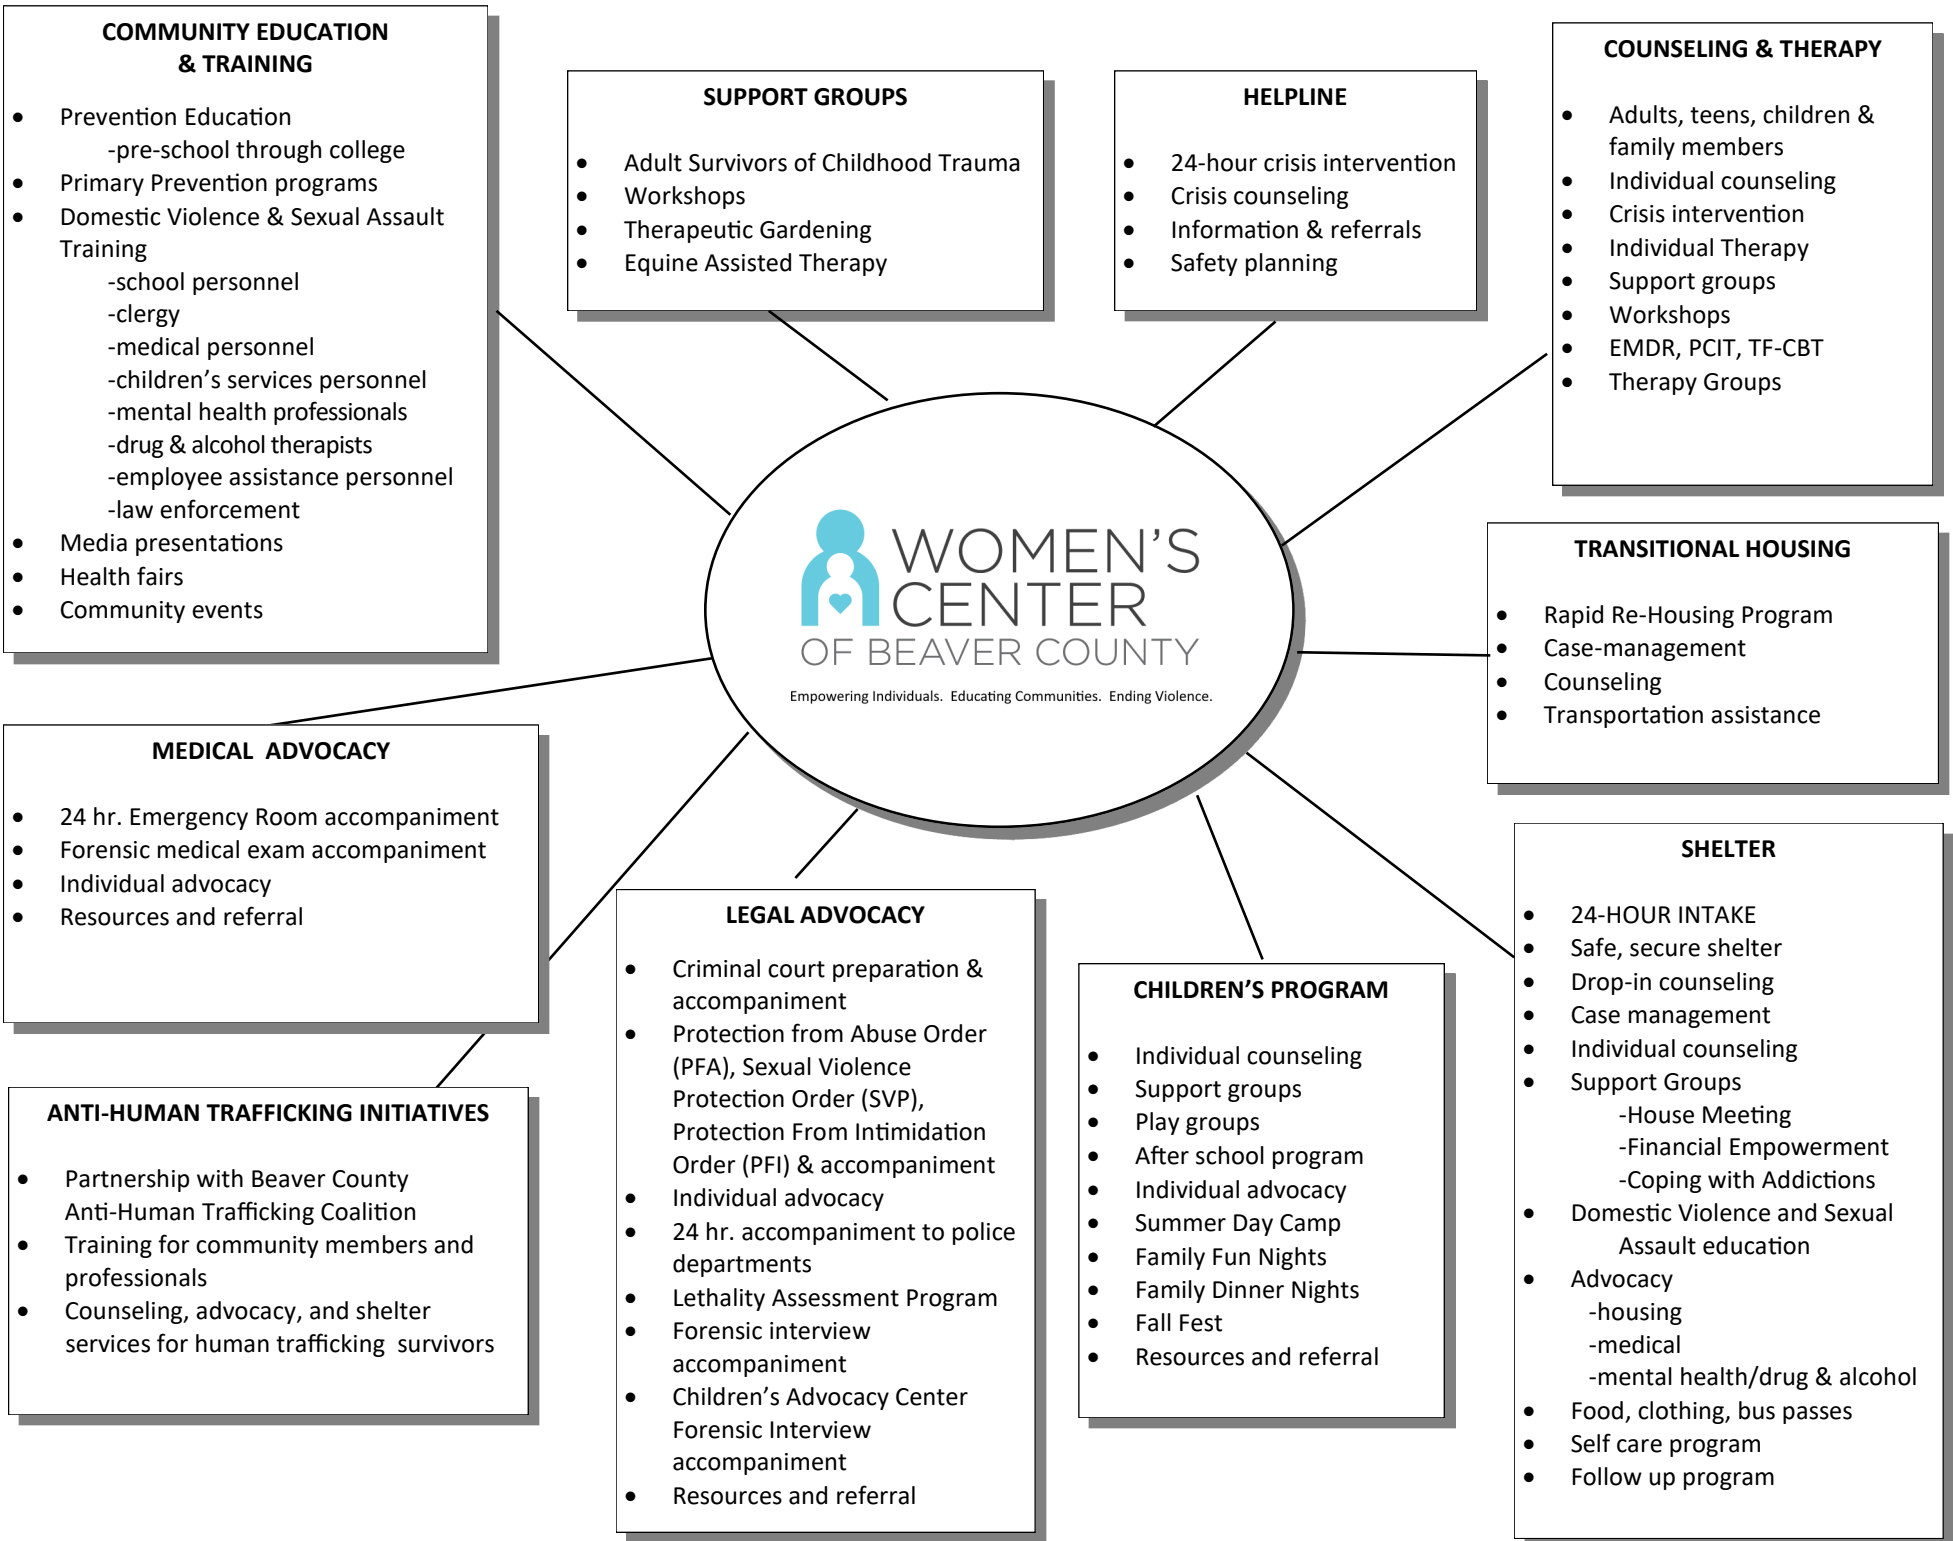 COMMUNITY EDUCATION
& TRAINING
• Prevention Education
-pre-school through college
• Primary Prevention programs
• Domestic Violence & Sexual Assault
Training
-school personnel
-clergy
-medical personnel
-children’s services personnel
-mental health professionals
-drug & alcohol therapists
-employee assistance personnel
-law enforcement
• Media presentations
• Health fairs
• Community events
SUPPORT GROUPS
• Adult Survivors of Childhood Trauma
• Workshops
• Therapeutic Gardening
• Equine Assisted Therapy
HELPLINE
• 24-hour crisis intervention
• Crisis counseling
• Information & referrals
• Safety planning
COUNSELING & THERAPY
• Adults, teens, children &
family members
• Individual counseling
• Crisis intervention
• Individual Therapy
• Support groups
• Workshops
• EMDR, PCIT, TF-CBT
• Therapy Groups
WOMEN'S
CENTER
OF BEAVER COUNTY
Empowering Individuals. Educating Communities. Ending Violence.
TRANSITIONAL HOUSING
• Rapid Re-Housing Program
• Case-management
• Counseling
• Transportation assistance
MEDICAL ADVOCACY
• 24 hr. Emergency Room accompaniment
• Forensic medical exam accompaniment
• Individual advocacy
• Resources and referral
ANTI-HUMAN TRAFFICKING INITIATIVES
• Partnership with Beaver County
Anti-Human Trafficking Coalition
• Training for community members and
professionals
• Counseling, advocacy, and shelter
services for human trafficking survivors
LEGAL ADVOCACY
• Criminal court preparation &
accompaniment
• Protection from Abuse Order
(PFA), Sexual Violence
Protection Order (SVP),
Protection From Intimidation
Order (PFI) & accompaniment
• Individual advocacy
• 24 hr. accompaniment to police
departments
• Lethality Assessment Program
• Forensic interview
accompaniment
• Children’s Advocacy Center
Forensic Interview
accompaniment
• Resources and referral
CHILDREN’S PROGRAM
• Individual counseling
• Support groups
• Play groups
• After school program
• Individual advocacy
• Summer Day Camp
• Family Fun Nights
• Family Dinner Nights
• Fall Fest
• Resources and referral
SHELTER
• 24-HOUR INTAKE
• Safe, secure shelter
• Drop-in counseling
• Case management
• Individual counseling
• Support Groups
-House Meeting
-Financial Empowerment
-Coping with Addictions
• Domestic Violence and Sexual
Assault education
• Advocacy
-housing
-medical
-mental health/drug & alcohol
• Food, clothing, bus passes
• Self care program
• Follow up program